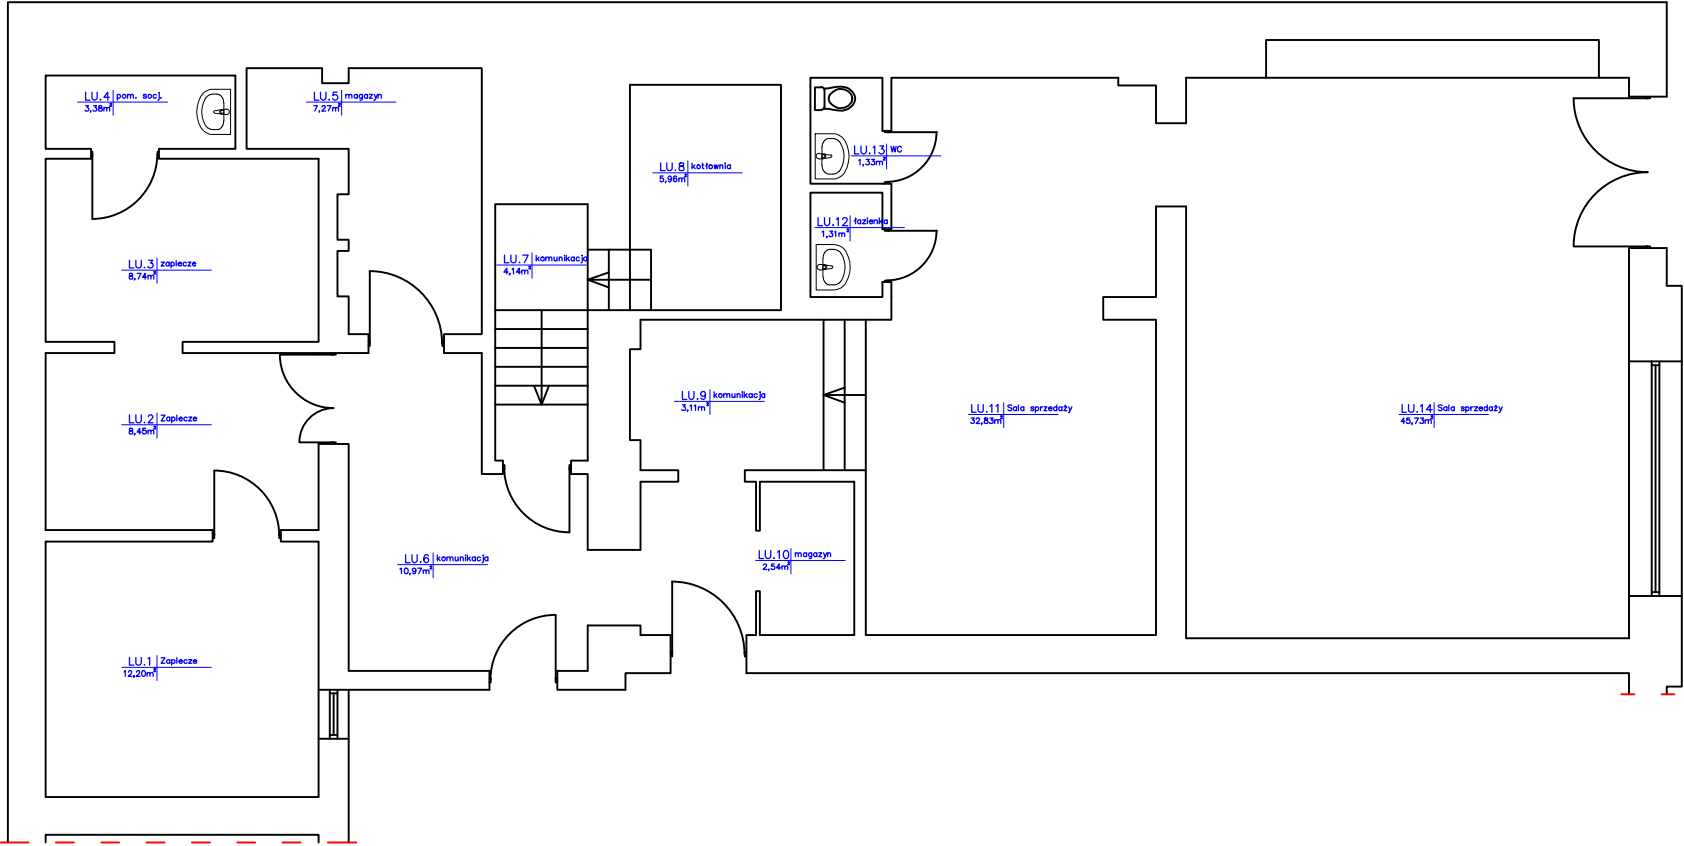 LU.4 pom. socj.
3,38m²
LU.5 magazyn
7,27m²
LU.13 WC
1,33m²
LU.8 kotłownia
5,96m²
LU.12 łazienka
1,31m²
LU.3 zaplecze
8,74m²
LU.7 komunikacja
4,14m²
LU.9 komunikacja
3,11m²
LU.11 Sala sprzedaży
32,83m²
LU.14 Sala sprzedaży
45,73m²
LU.2 Zaplecze
8,45m²
LU.6 komunikacja
10,97m²
LU.10 magazyn
2,54m²
LU.1 Zaplecze
12,20m²